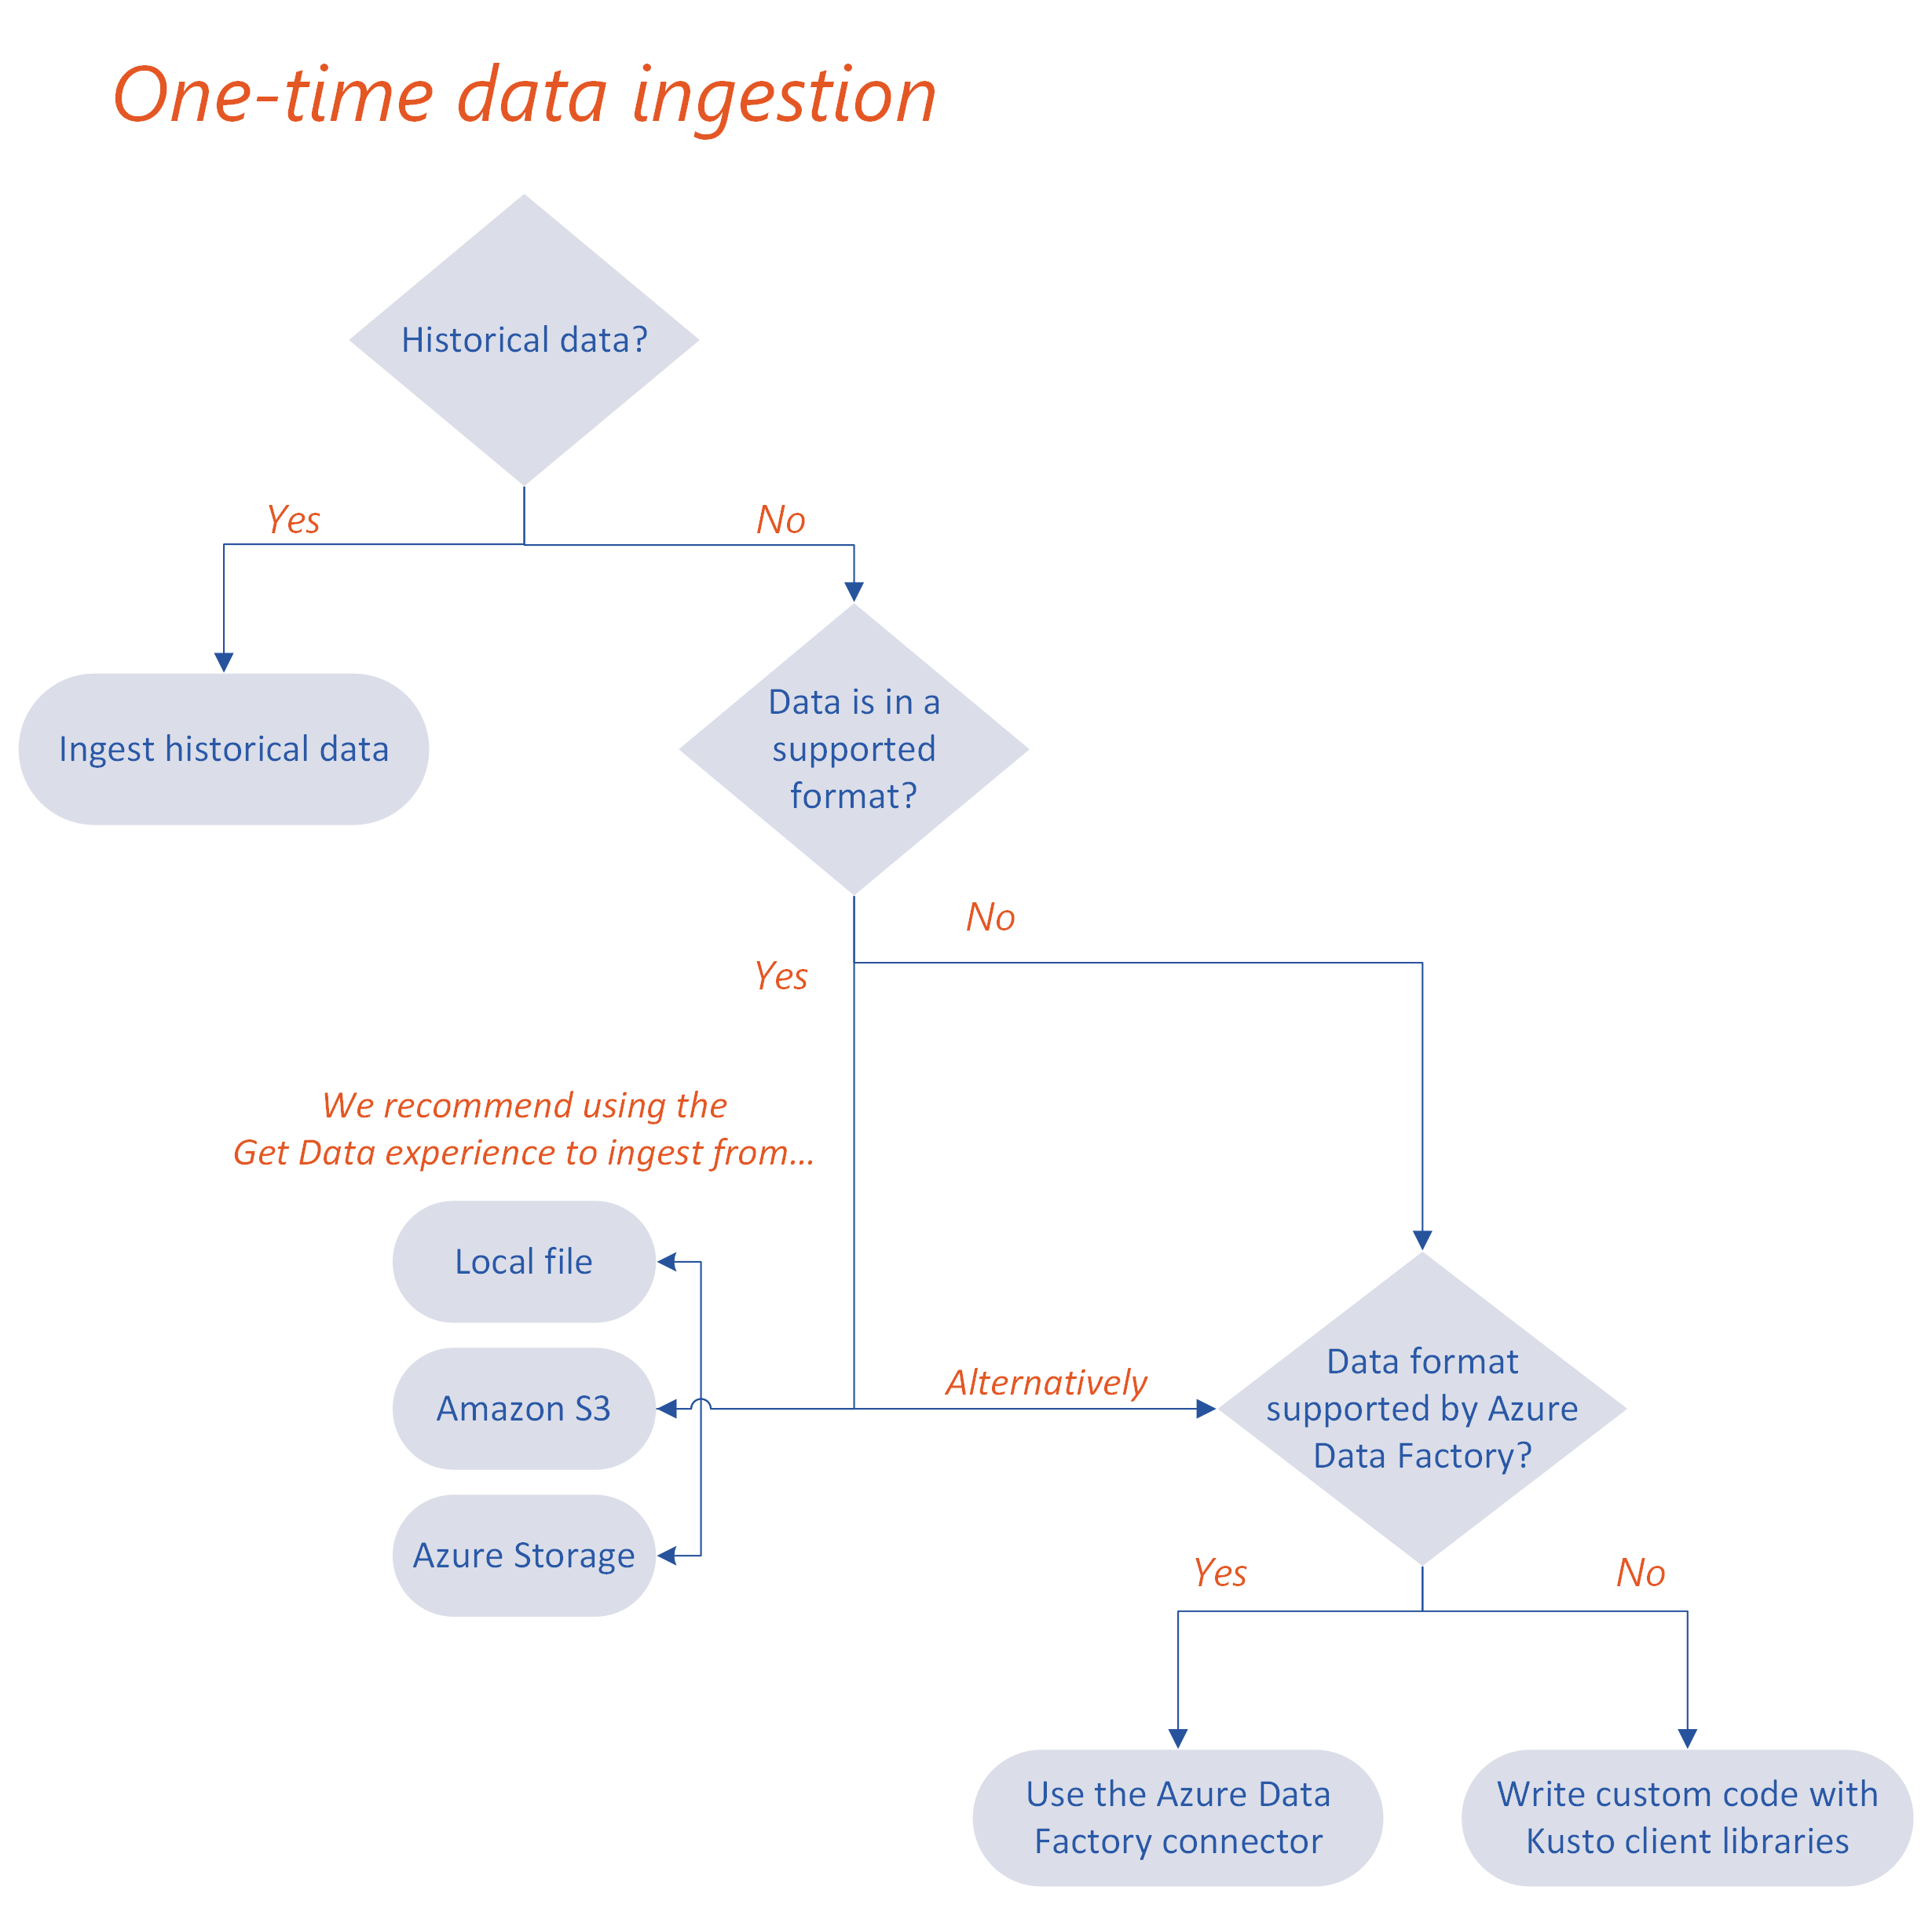 One-time data ingestion
Historical data?
Yes
No
Ingest historical data
Data is in a
supported
format?
No
Yes
We recommend using the
Get Data experience to ingest from...
Local file
Amazon S3
Azure Storage
Alternatively
Data format
supported by Azure
Data Factory?
Yes
No
Use the Azure Data
Factory connector
Write custom code with
Kusto client libraries